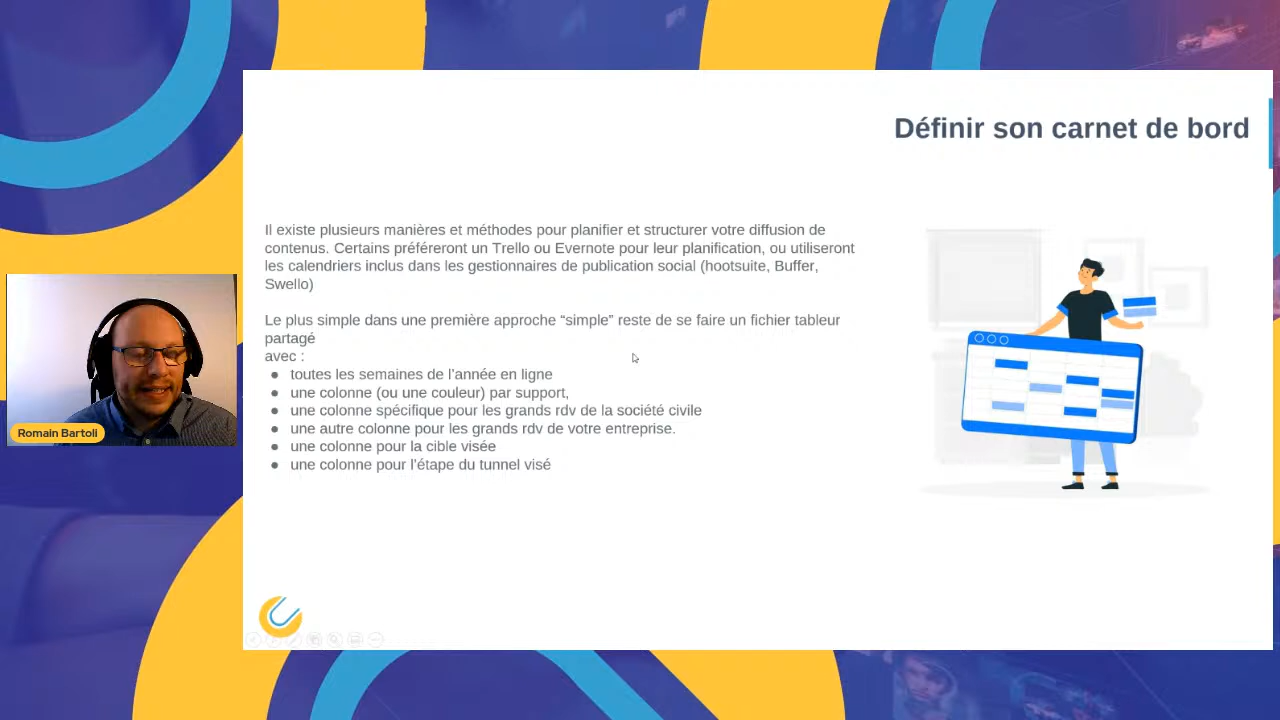 Définir son carnet de bord
Il existe plusieurs manières et méthodes pour planifier et structurer votre diffusion de
contenus. Certains préféreront un Trello ou Evernote pour leur planification, ou utiliseront
les calendriers inclus dans les gestionnaires de publication social (hootsuite, Buffer,
Swello)
Le plus simple dans une première approche “simple” reste de se faire un fichier tableur
partagé
avec :
● toutes les semaines de l’année en ligne
● une colonne (ou une couleur) par support,
● une colonne spécifique pour les grands rdv de la société civile
● une autre colonne pour les grands rdv de votre entreprise.
● une colonne pour la cible visée
● une colonne pour l’étape du tunnel visé
Romain Bartoli